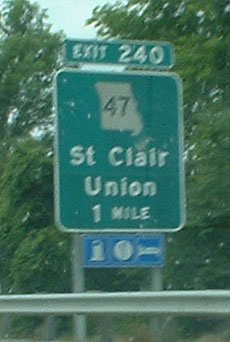 EXIT 240
47
St Clair
Union
1 MILE